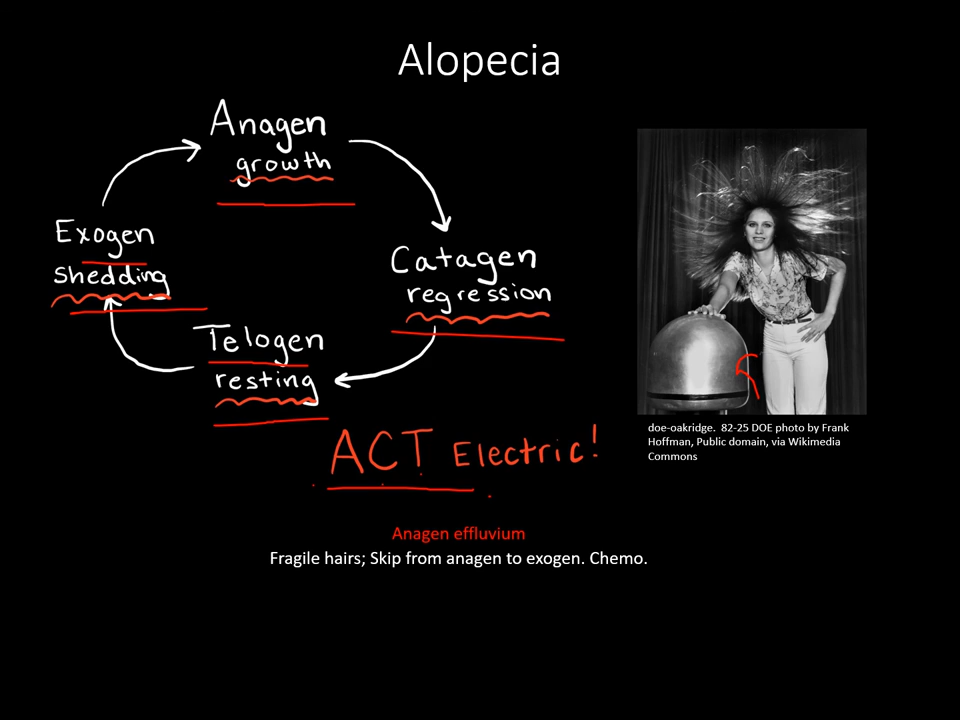 Alopecia
Anagen
growth
Exogen
shedding
Catagen
regression
Telogen
resting
ACT Electric!
doe-oakridge. 82-25 DOE photo by Frank
Hoffman, Public domain, via Wikimedia
Commons
Anagen effluvium
Fragile hairs; Skip from anagen to exogen. Chemo.